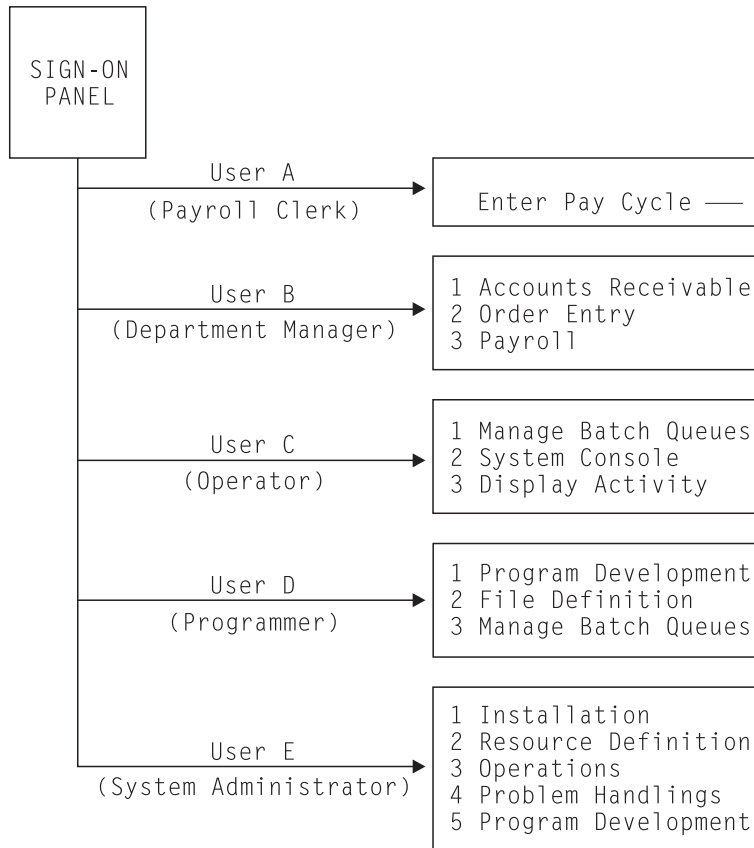 SIGN-ON
PANEL
User A
(Payroll Clerk)
Enter Pay Cycle ——
User B
(Department Manager)
1 Accounts Receivable
2 Order Entry
3 Payroll
User C
(Operator)
1 Manage Batch Queues
2 System Console
3 Display Activity
User D
(Programmer)
1 Program Development
2 File Definition
3 Manage Batch Queues
User E
(System Administrator)
1 Installation
2 Resource Definition
3 Operations
4 Problem Handlings
5 Program Development